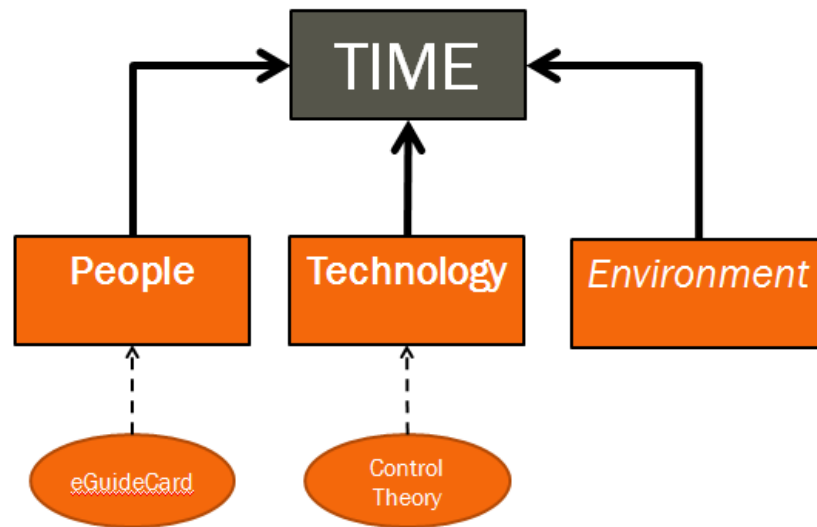 TIME
People
Technology
Environment
eGuideCard
Control
Theory